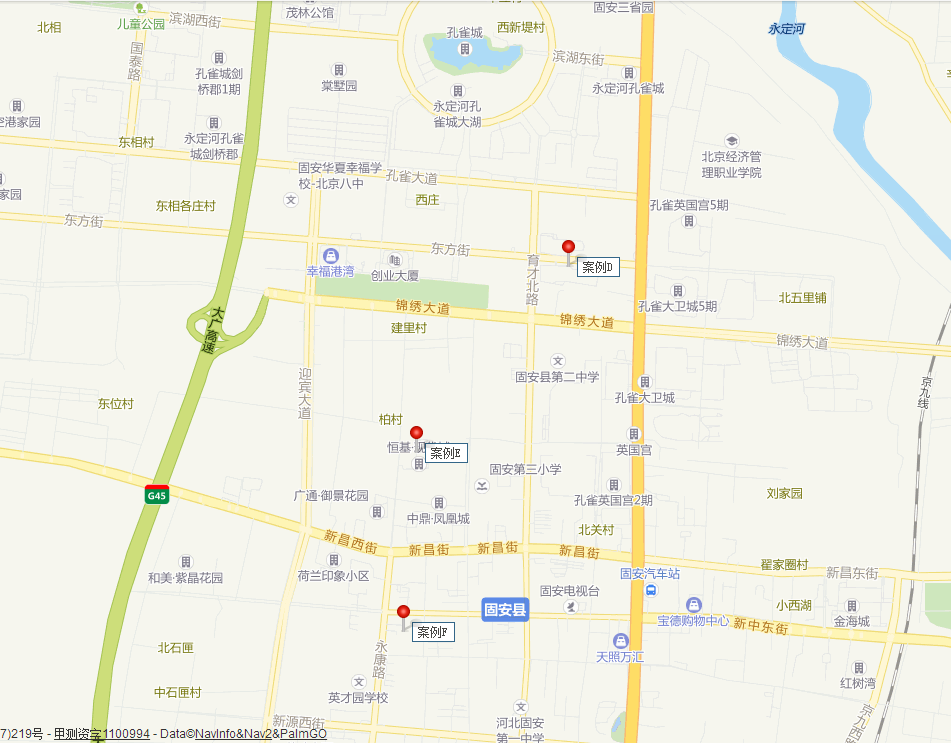 茂林公馆
固安三省园
滨湖西街
儿童公园
北相
孔雀城
西新堤村
永定河
国泰路
滨湖东街
孔雀城剑
桥郡1期
棠墅园
永定河孔雀城
永定河孔
雀城大湖
空港家园
东相村
永定河孔雀
城剑桥郡
北京经济管
理职业学院
固安华夏幸福学
校-北京八中
孔雀大道
家园
西庄
东相各庄村
孔雀英国宫5期
东方街
东方街
案例D
幸福港湾
创业大厦
育才北路
锦绣大道
孔雀大卫城5期
北五里铺
大广高速
建里村
锦绣大道
锦绣大道
固安县第二中学
京九线
迎宾大道
孔雀大卫城
东位村
柏村
恒基·
案例E
英国宫
固安第三小学
G45
广通·御景花园
孔雀英国宫2期
刘家园
中鼎·凤凰城
北关村
新昌西街
新昌街
新昌街
新昌街
翟家圈村
新昌东街
和美·紫晶花园
荷兰印象小区
固安汽车站
固安电视台
固安县
宝德购物中心
小西湖
金海城
新中东街
案例F
永康路
天照万汇
北石匣
红树湾
中石匣村
英才园学校
新源西街
河北固安
第一中学
京九西
7)219号 - 甲测资字1100994 - Data©NavInfo&Nav2&PalmGO